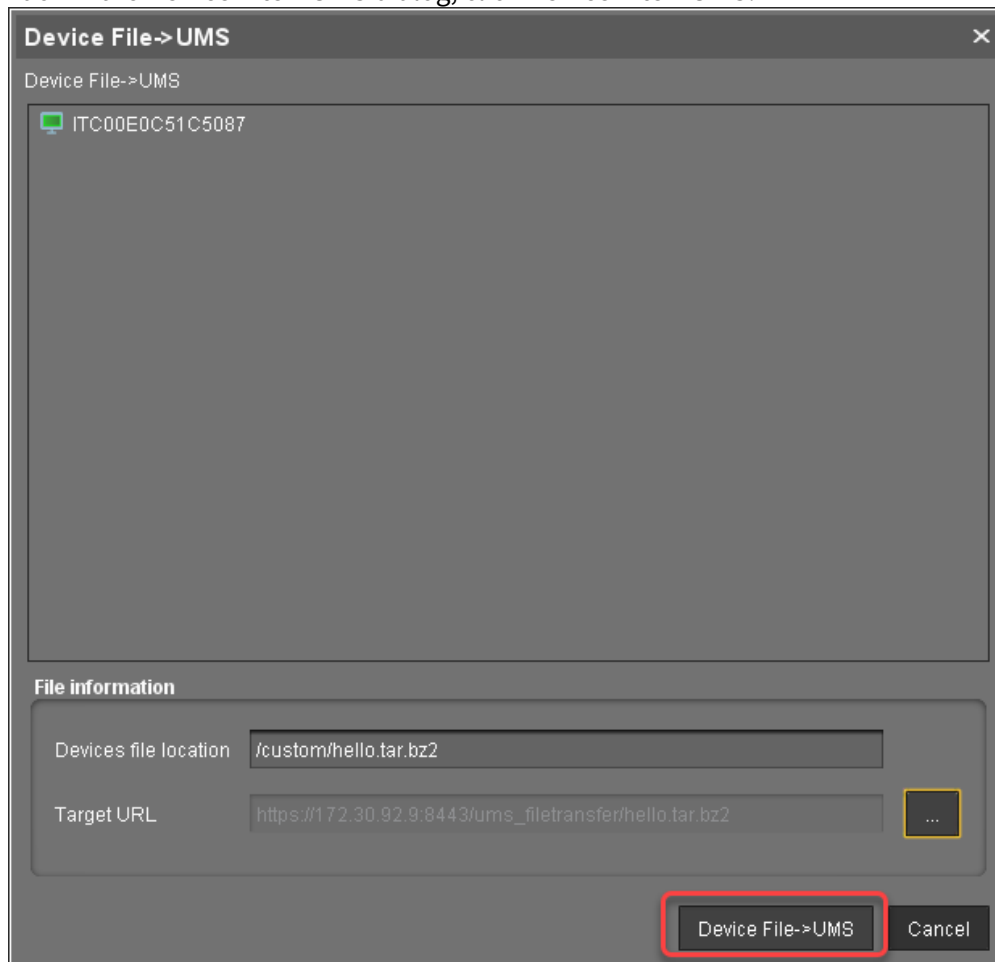 Device File->UMS
Device File->UMS
ITC00E0C51C5087
File information
Devices file location /custom/hello.tar.bz2
Target URL https://172.30.92.9:8443/ums_filetransfer/hello.tar.bz2 ...
Device File->UMS Cancel